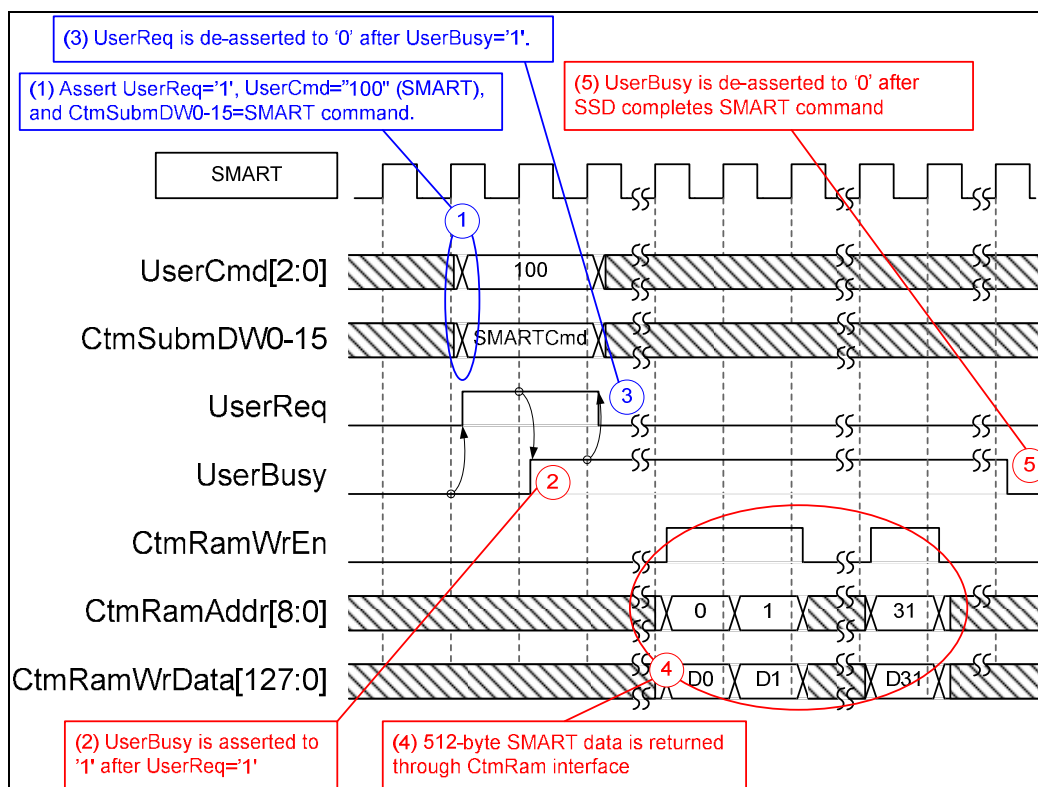 (3) UserReq is de-asserted to '0' after UserBusy='1'.
(1) Assert UserReq='1', UserCmd="100" (SMART),
and CtmSubmDW0-15=SMART command.
(5) UserBusy is de-asserted to '0' after
SSD completes SMART command
SMART
1
UserCmd[2:0]
100
CtmSubmDW0-15
SMARTCmd
UserReq
3
UserBusy
2
5
CtmRamWrEn
CtmRamAddr[8:0]
0
1
31
CtmRamWrData[127:0]
4
D0
D1
D31
(2) UserBusy is asserted to
'1' after UserReq='1'
(4) 512-byte SMART data is returned
through CtmRam interface